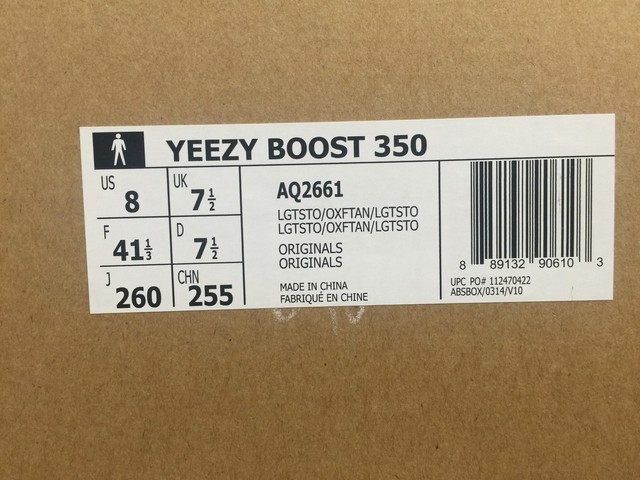 YEEZY BOOST 350
US 8
UK 7 1/2
F 41 1/3
D 7 1/2
J 260
CHN 255
AQ2661
LGTSTO/OXFTAN/LGTSTO
LGTSTO/OXFTAN/LGTSTO
ORIGINALS
ORIGINALS
MADE IN CHINA
FABRIQUÉ EN CHINE
8 89132 90610 3
UPC PO# 112470422
ABSBOX/0314/V10